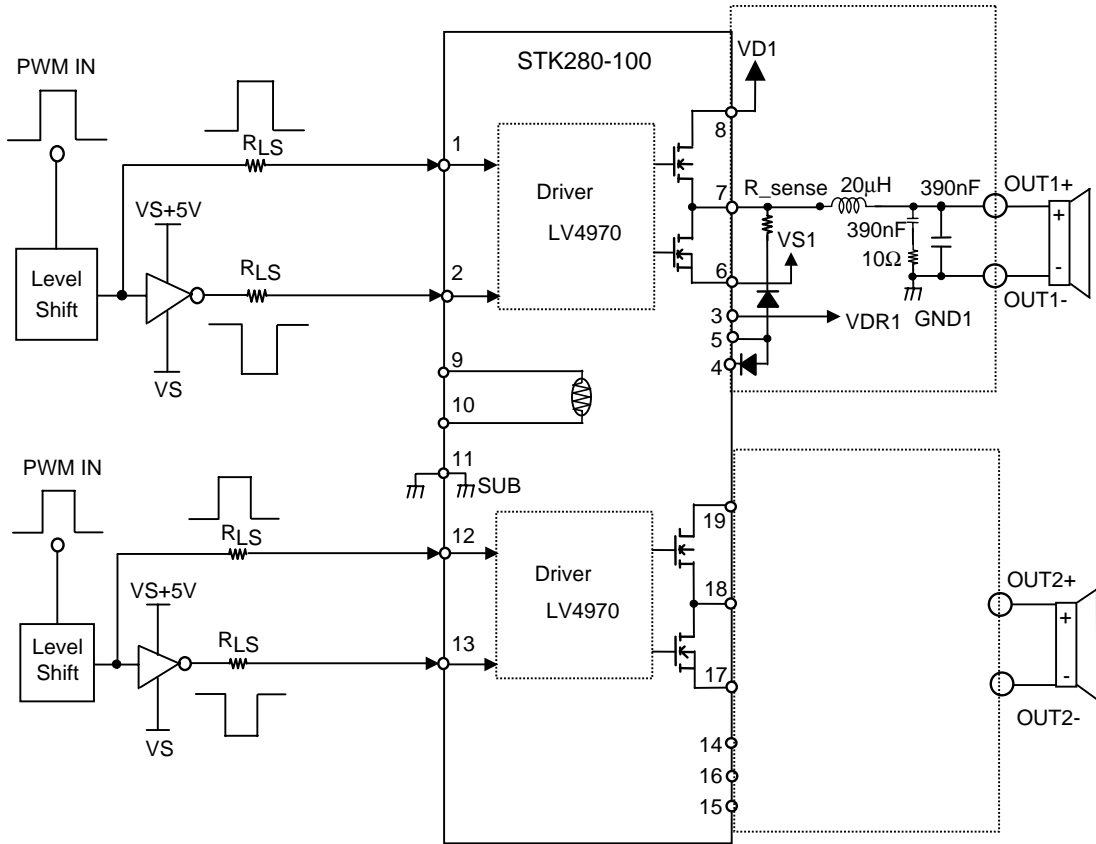 STK280-100
VD1
PWM IN
RLS
1
8
Driver
LV4970
7
R_sense
20μH
390nF
OUT1+
+
-
390nF
10Ω
VS+5V
VS1
Level
Shift
RLS
2
6
3
VDR1
GND1
OUT1-
5
4
VS
9
10
11
SUB
PWM IN
RLS
12
19
Driver
LV4970
18
OUT2+
+
-
VS+5V
Level
Shift
RLS
13
17
OUT2-
VS
14
16
15